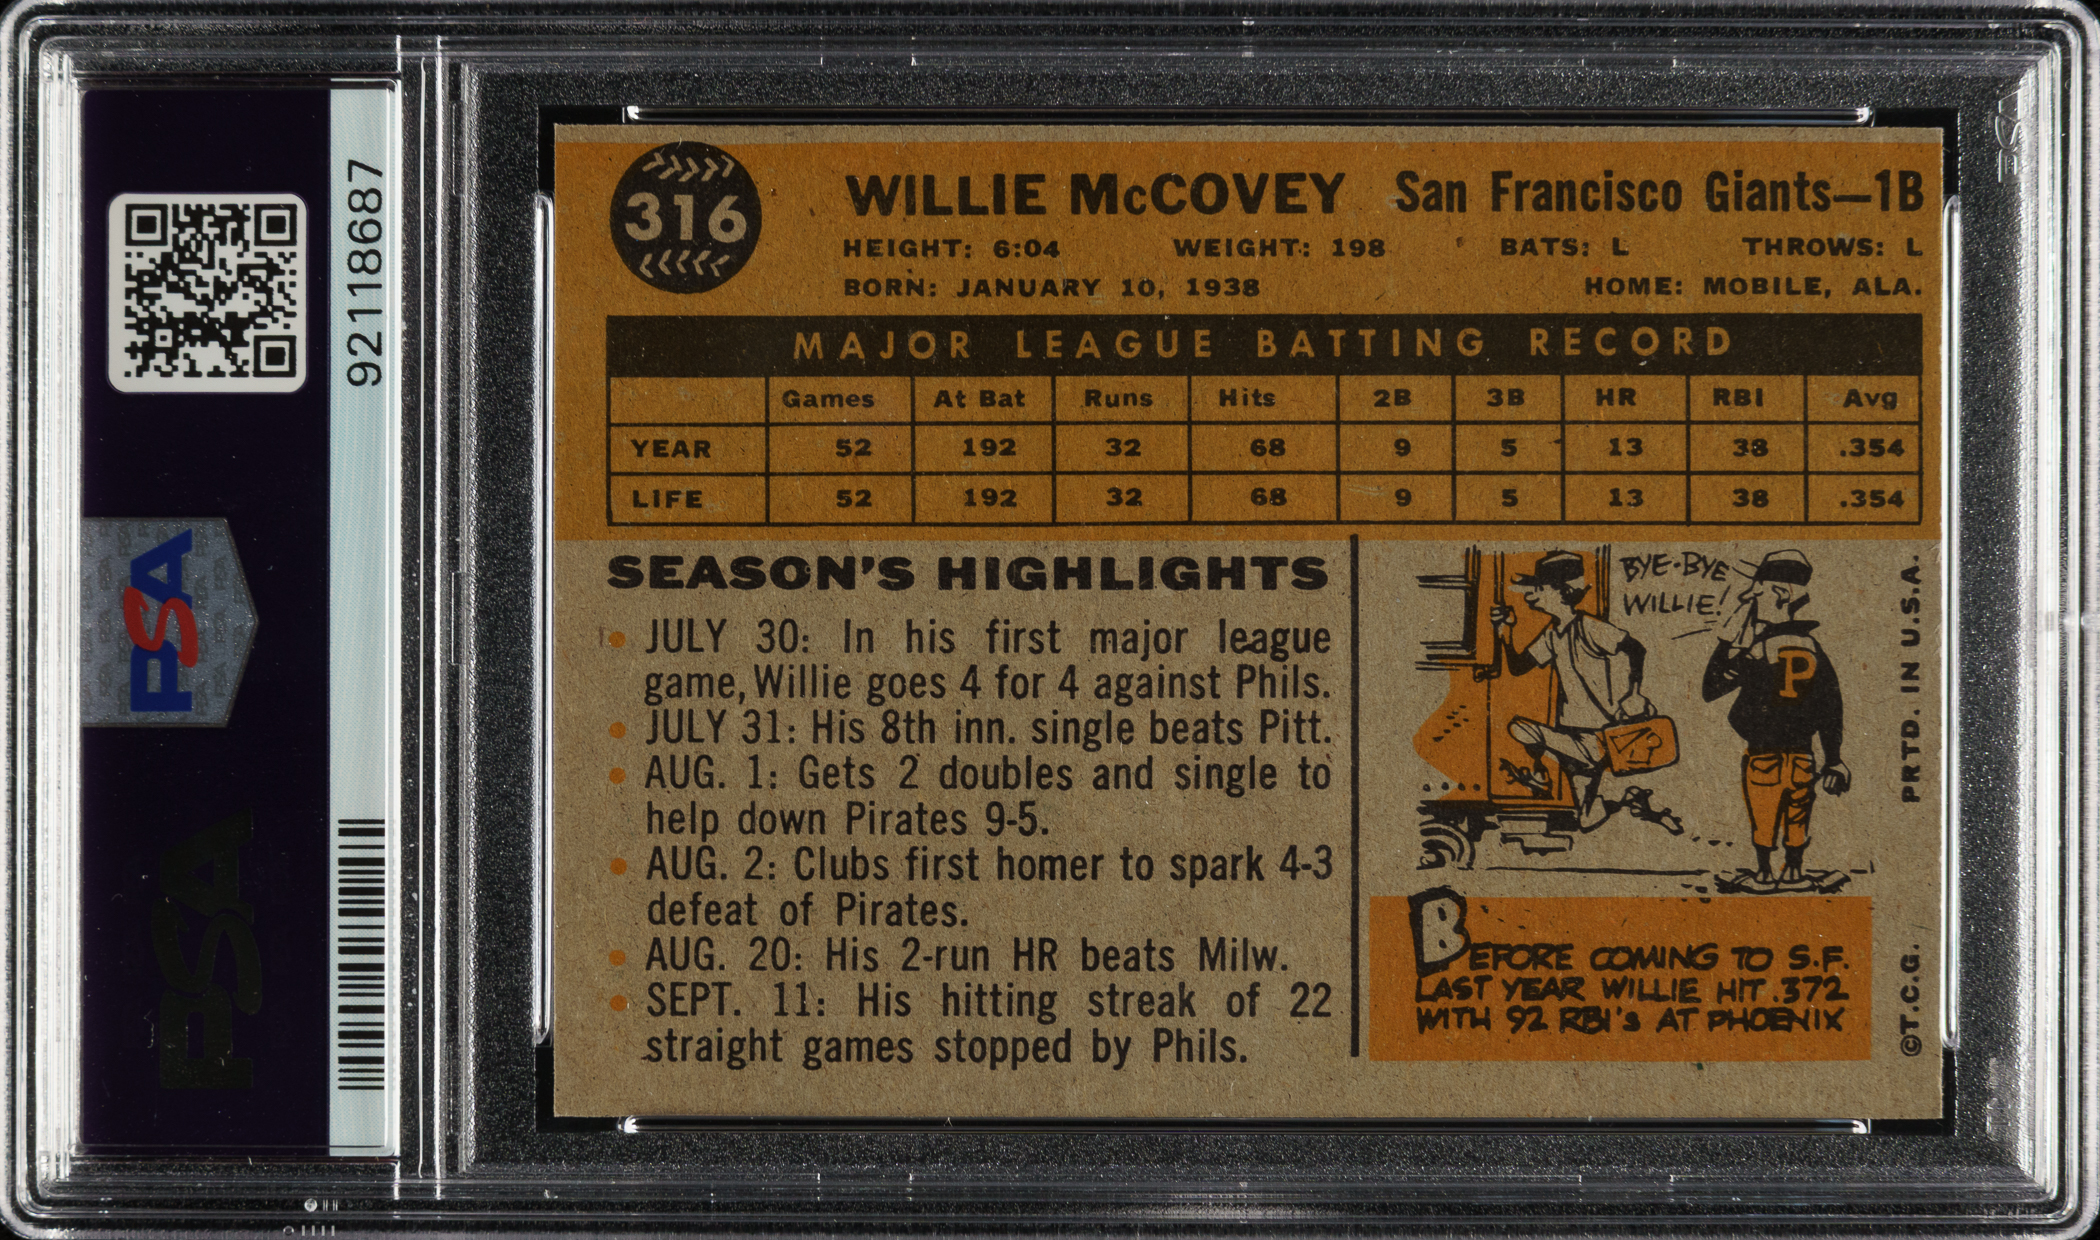 92118687
PSA
PSA
PSA
316
WILLIE McCOVEY San Francisco Giants—1B
HEIGHT: 6:04 WEIGHT: 198 BATS: L THROWS: L
BORN: JANUARY 10, 1938 HOME: MOBILE, ALA.
MAJOR LEAGUE BATTING RECORD
Games At Bat Runs Hits 2B 3B HR RBI Avg
YEAR 52 192 32 68 9 5 13 38 .354
LIFE 52 192 32 68 9 5 13 38 .354
SEASON'S HIGHLIGHTS
• JULY 30: In his first major league
game, Willie goes 4 for 4 against Phils.
• JULY 31: His 8th inn. single beats Pitt.
• AUG. 1: Gets 2 doubles and single to
help down Pirates 9-5.
• AUG. 2: Clubs first homer to spark 4-3
defeat of Pirates.
• AUG. 20: His 2-run HR beats Milw.
• SEPT. 11: His hitting streak of 22
straight games stopped by Phils.
BYE-BYE
WILLIE!
P
BEFORE COMING TO S.F.
LAST YEAR WILLIE HIT .372
WITH 92 RBI's AT PHOENIX
©T.C.G. PRTD. IN U.S.A.